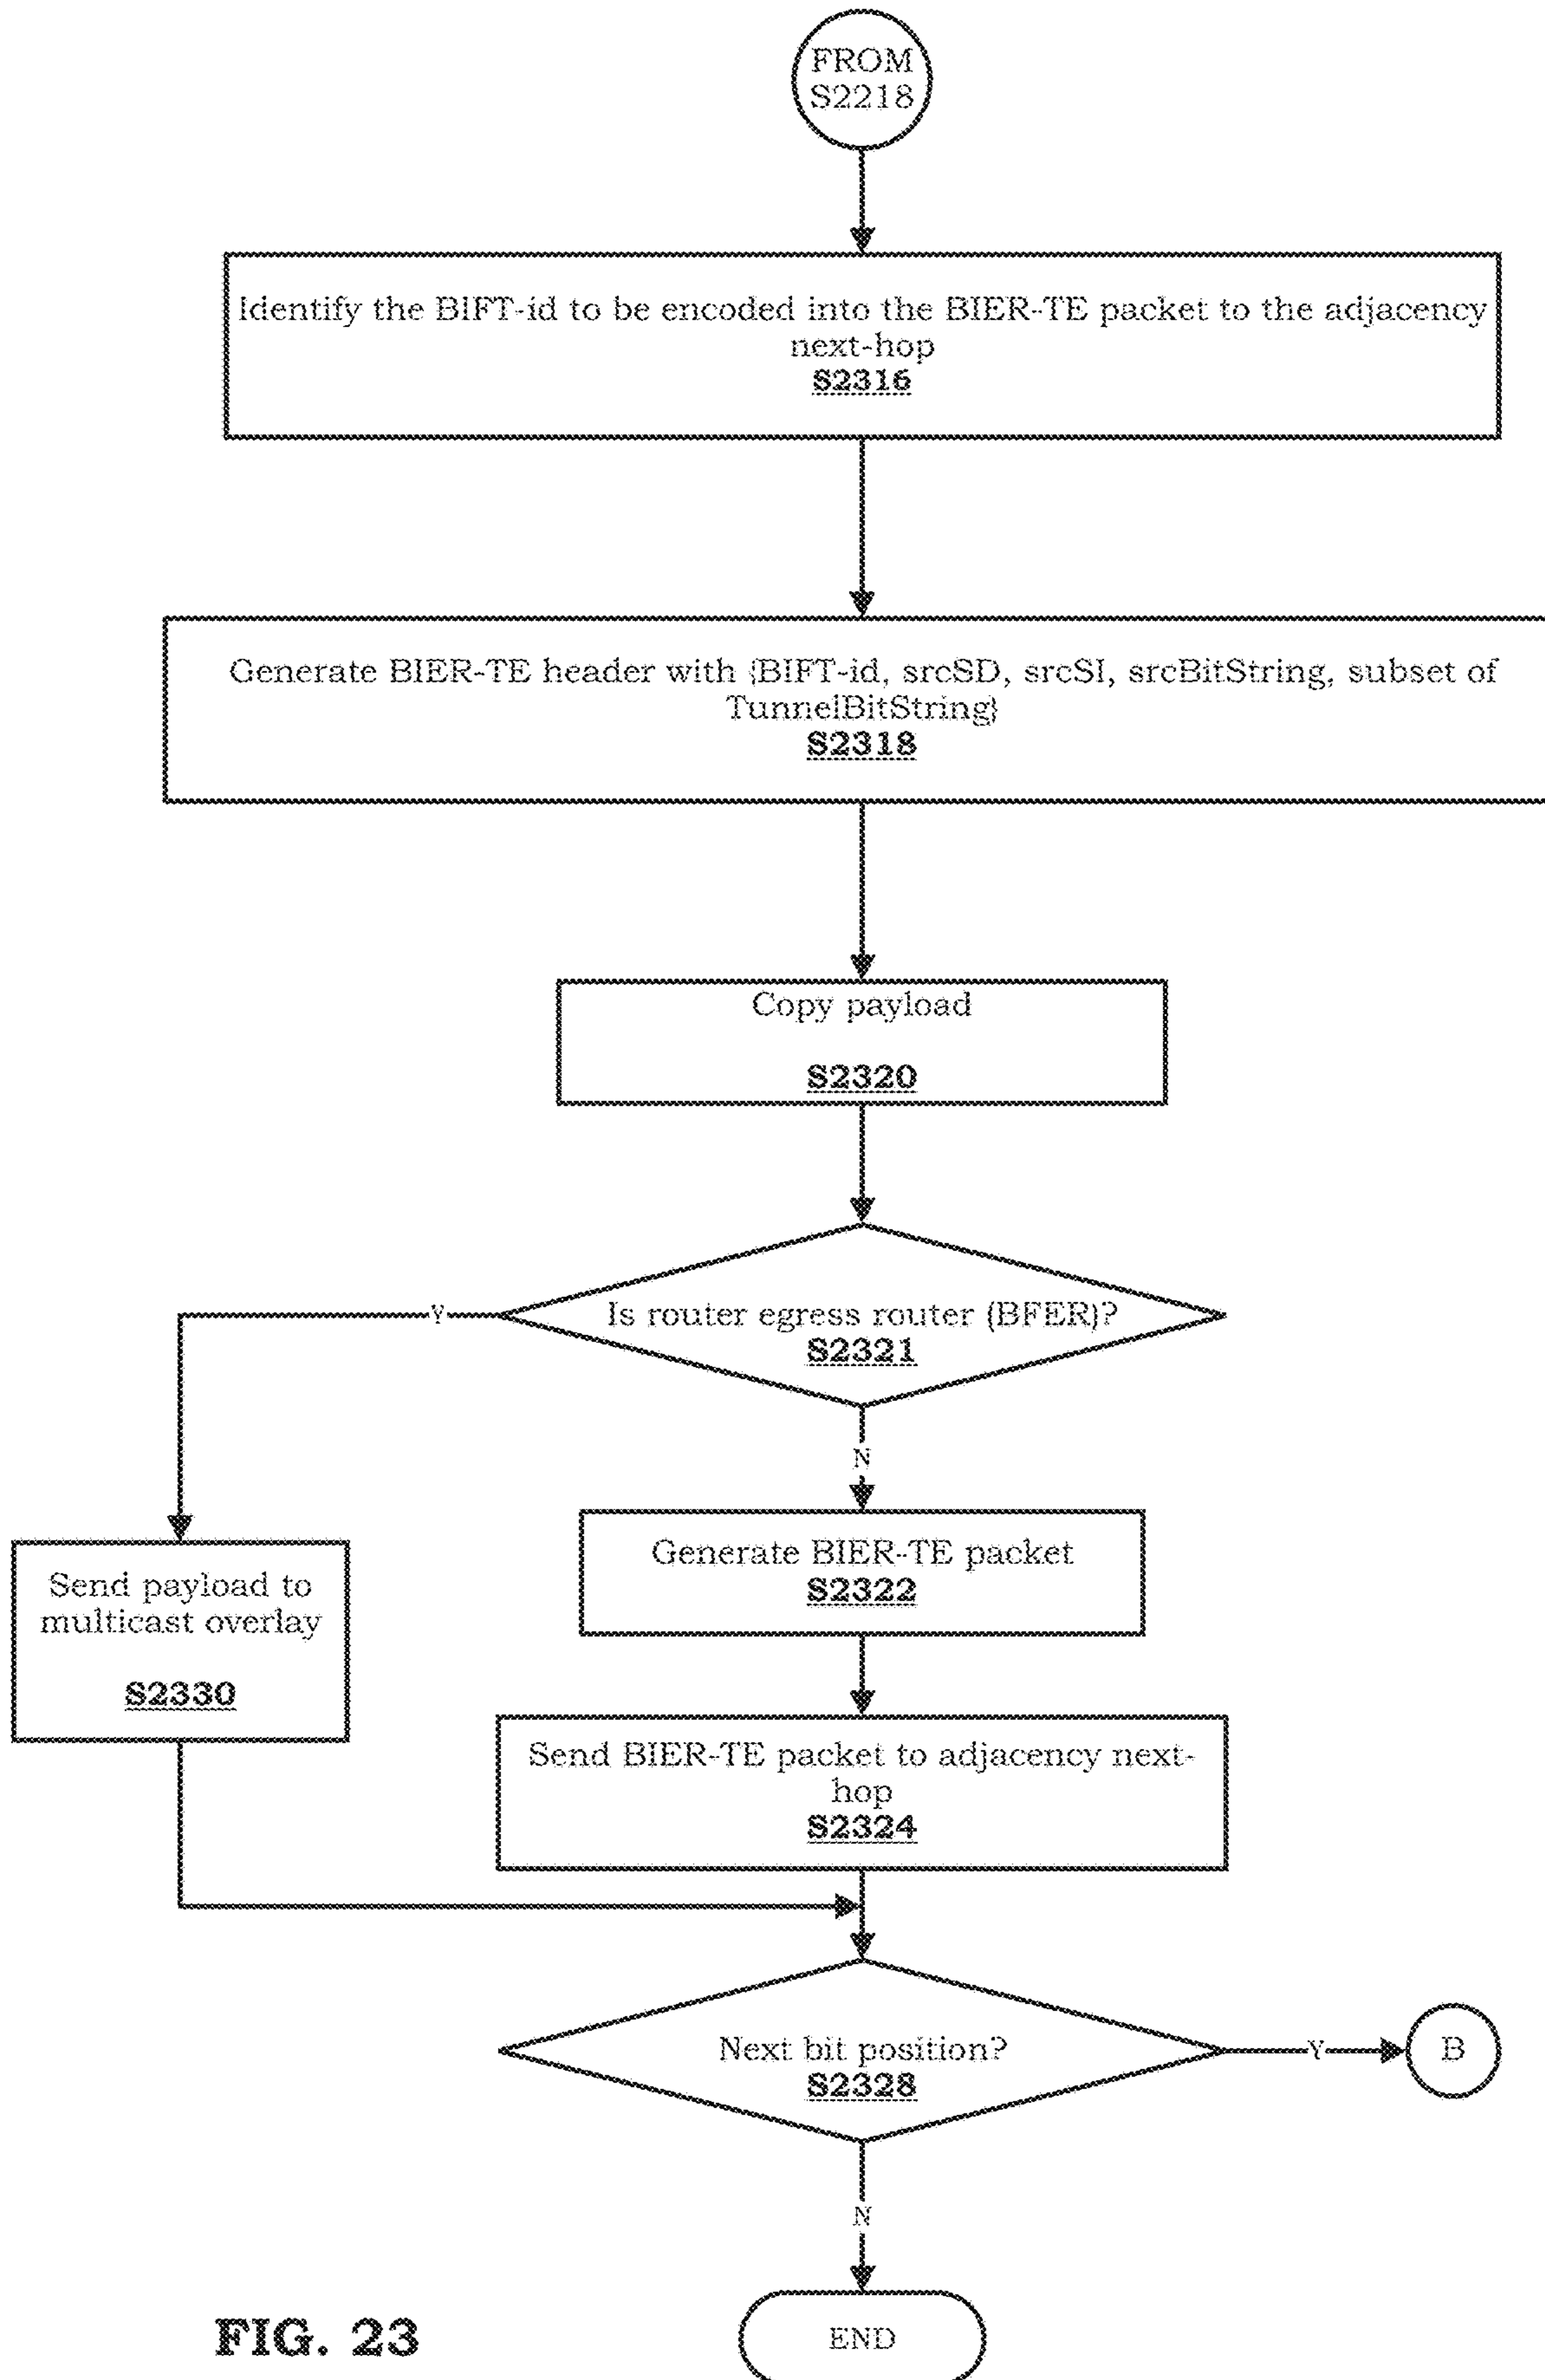 FROM
S2218
Identify the BIFT-id to be encoded into the BIER-TE packet to the adjacency
next-hop
S2316
Generate BIER-TE header with {BIFT-id, srcSD, srcSI, srcBitString, subset of
TunnelBitString}
S2318
Copy payload
S2320
Is router egress router (BFER)?
S2321
Y
N
Generate BIER-TE packet
S2322
Send payload to
multicast overlay
S2330
Send BIER-TE packet to adjacency next-
hop
S2324
Next bit position?
S2328
Y
B
N
END
FIG. 23